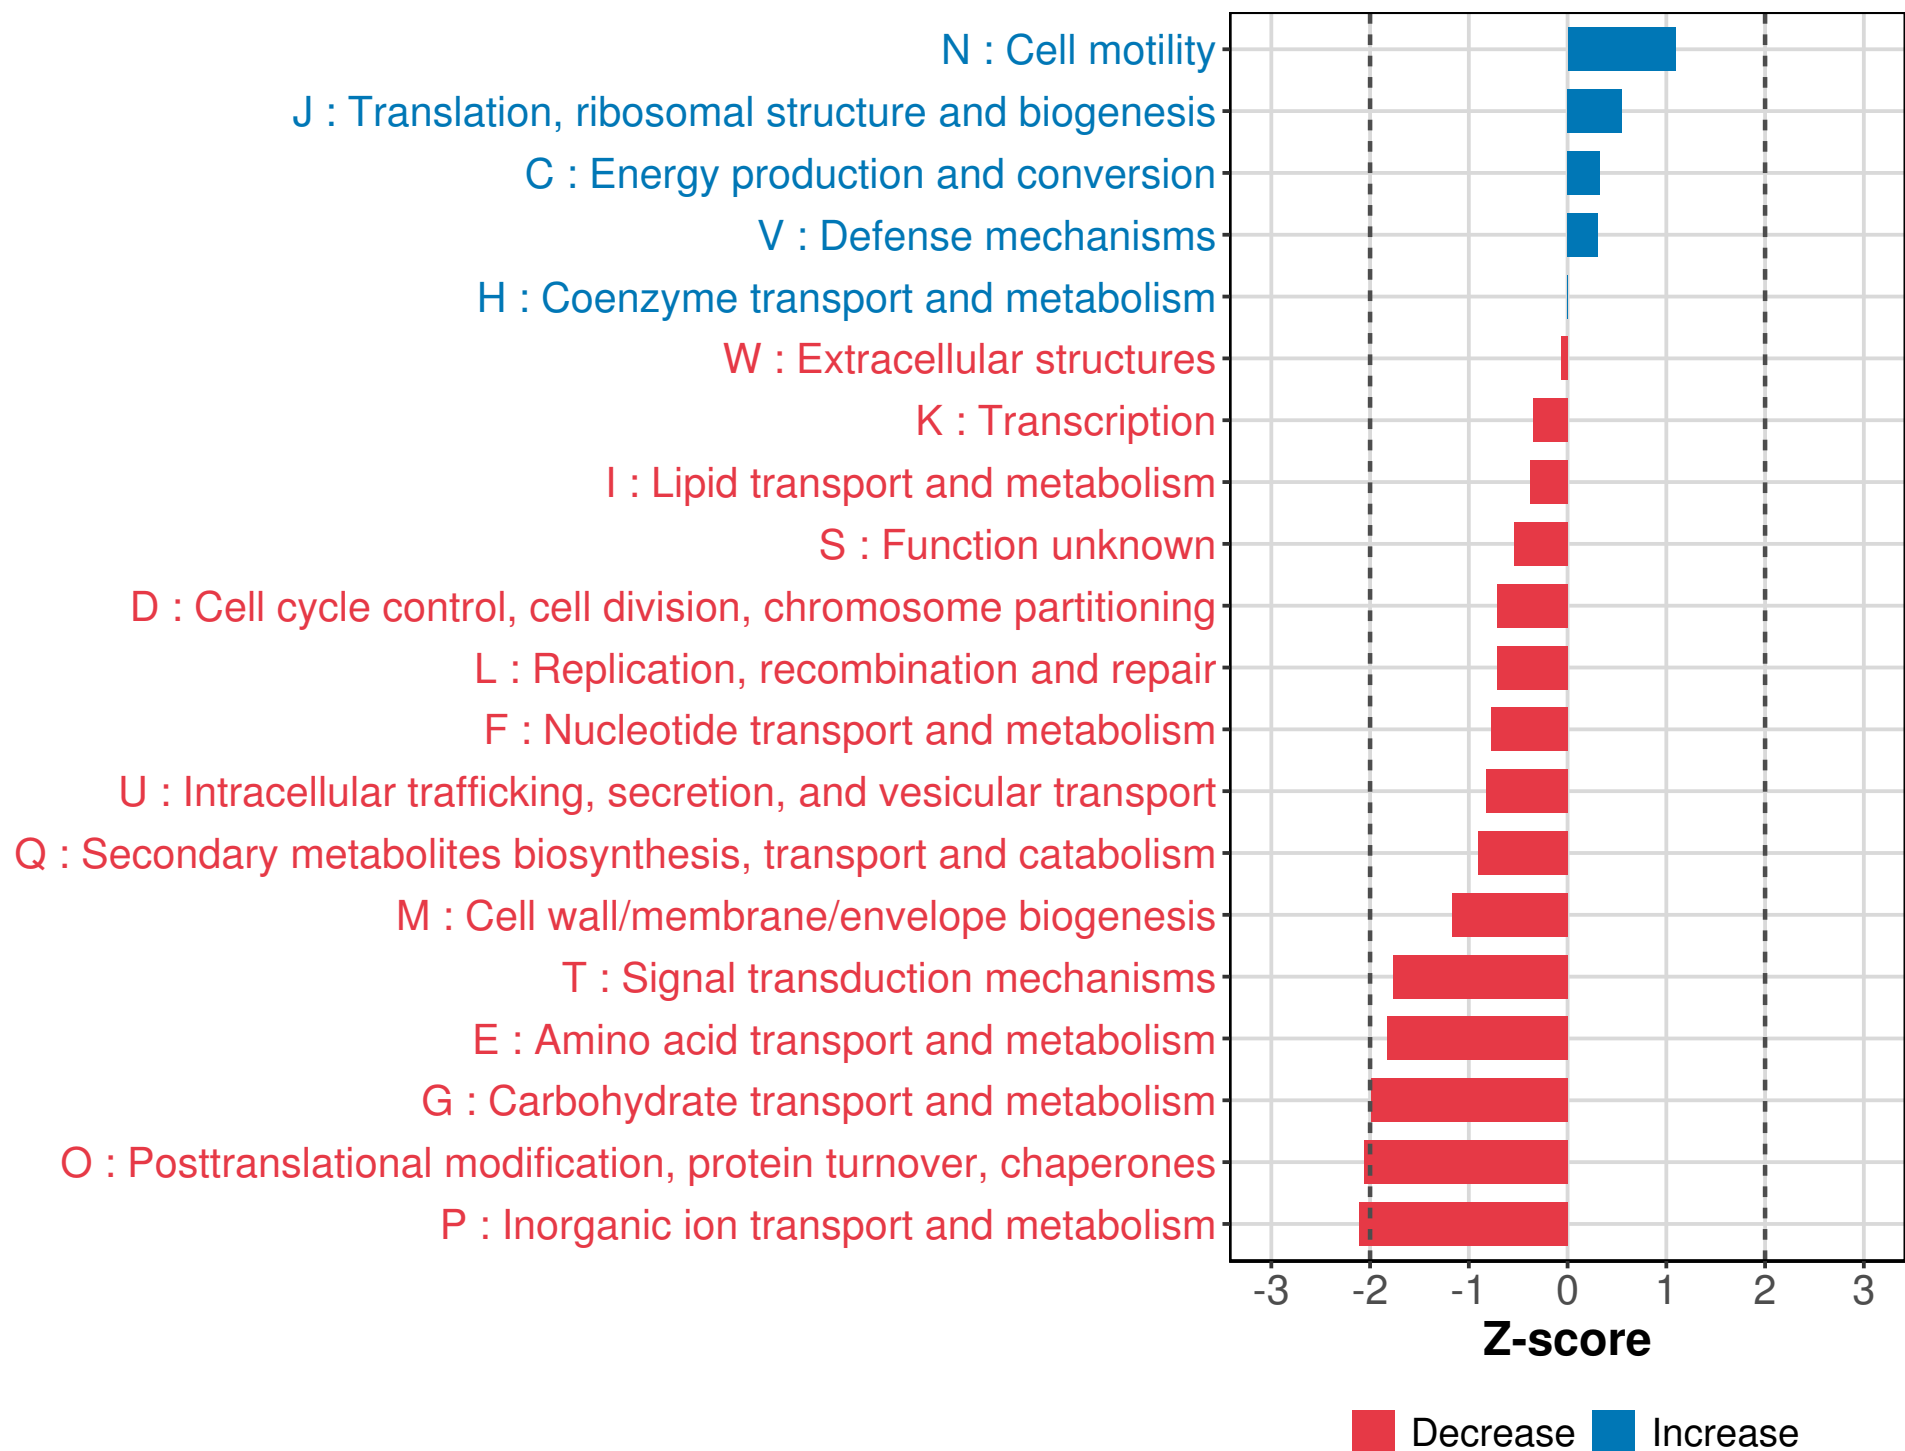 N : Cell motility
J : Translation, ribosomal structure and biogenesis
C : Energy production and conversion
V : Defense mechanisms
H : Coenzyme transport and metabolism
W : Extracellular structures
K : Transcription
I : Lipid transport and metabolism
S : Function unknown
D : Cell cycle control, cell division, chromosome partitioning
L : Replication, recombination and repair
F : Nucleotide transport and metabolism
U : Intracellular trafficking, secretion, and vesicular transport
Q : Secondary metabolites biosynthesis, transport and catabolism
M : Cell wall/membrane/envelope biogenesis
T : Signal transduction mechanisms
E : Amino acid transport and metabolism
G : Carbohydrate transport and metabolism
O : Posttranslational modification, protein turnover, chaperones
P : Inorganic ion transport and metabolism
-3 -2 -1 0 1 2 3
Z-score
Decrease Increase